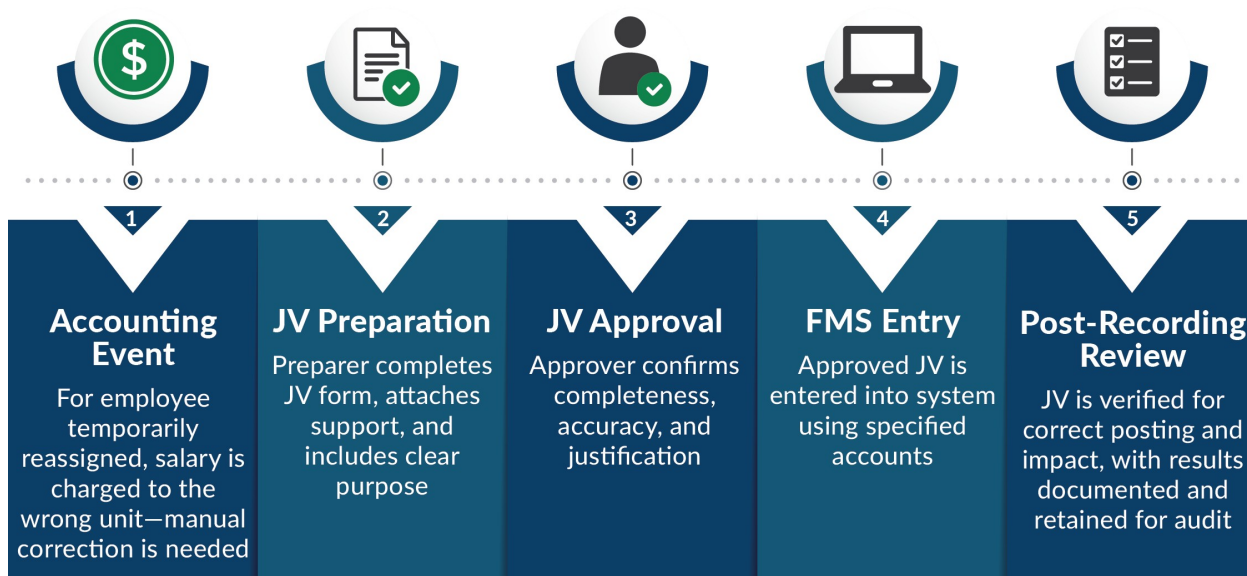 $
1
Accounting
Event
For employee
temporarily
reassigned, salary is
charged to the
wrong unit—manual
correction is needed
2
JV Preparation
Preparer completes
JV form, attaches
support, and
includes clear
purpose
3
JV Approval
Approver confirms
completeness,
accuracy, and
justification
4
FMS Entry
Approved JV is
entered into system
using specified
accounts
5
Post-Recording
Review
JV is verified for
correct posting and
impact, with results
documented and
retained for audit